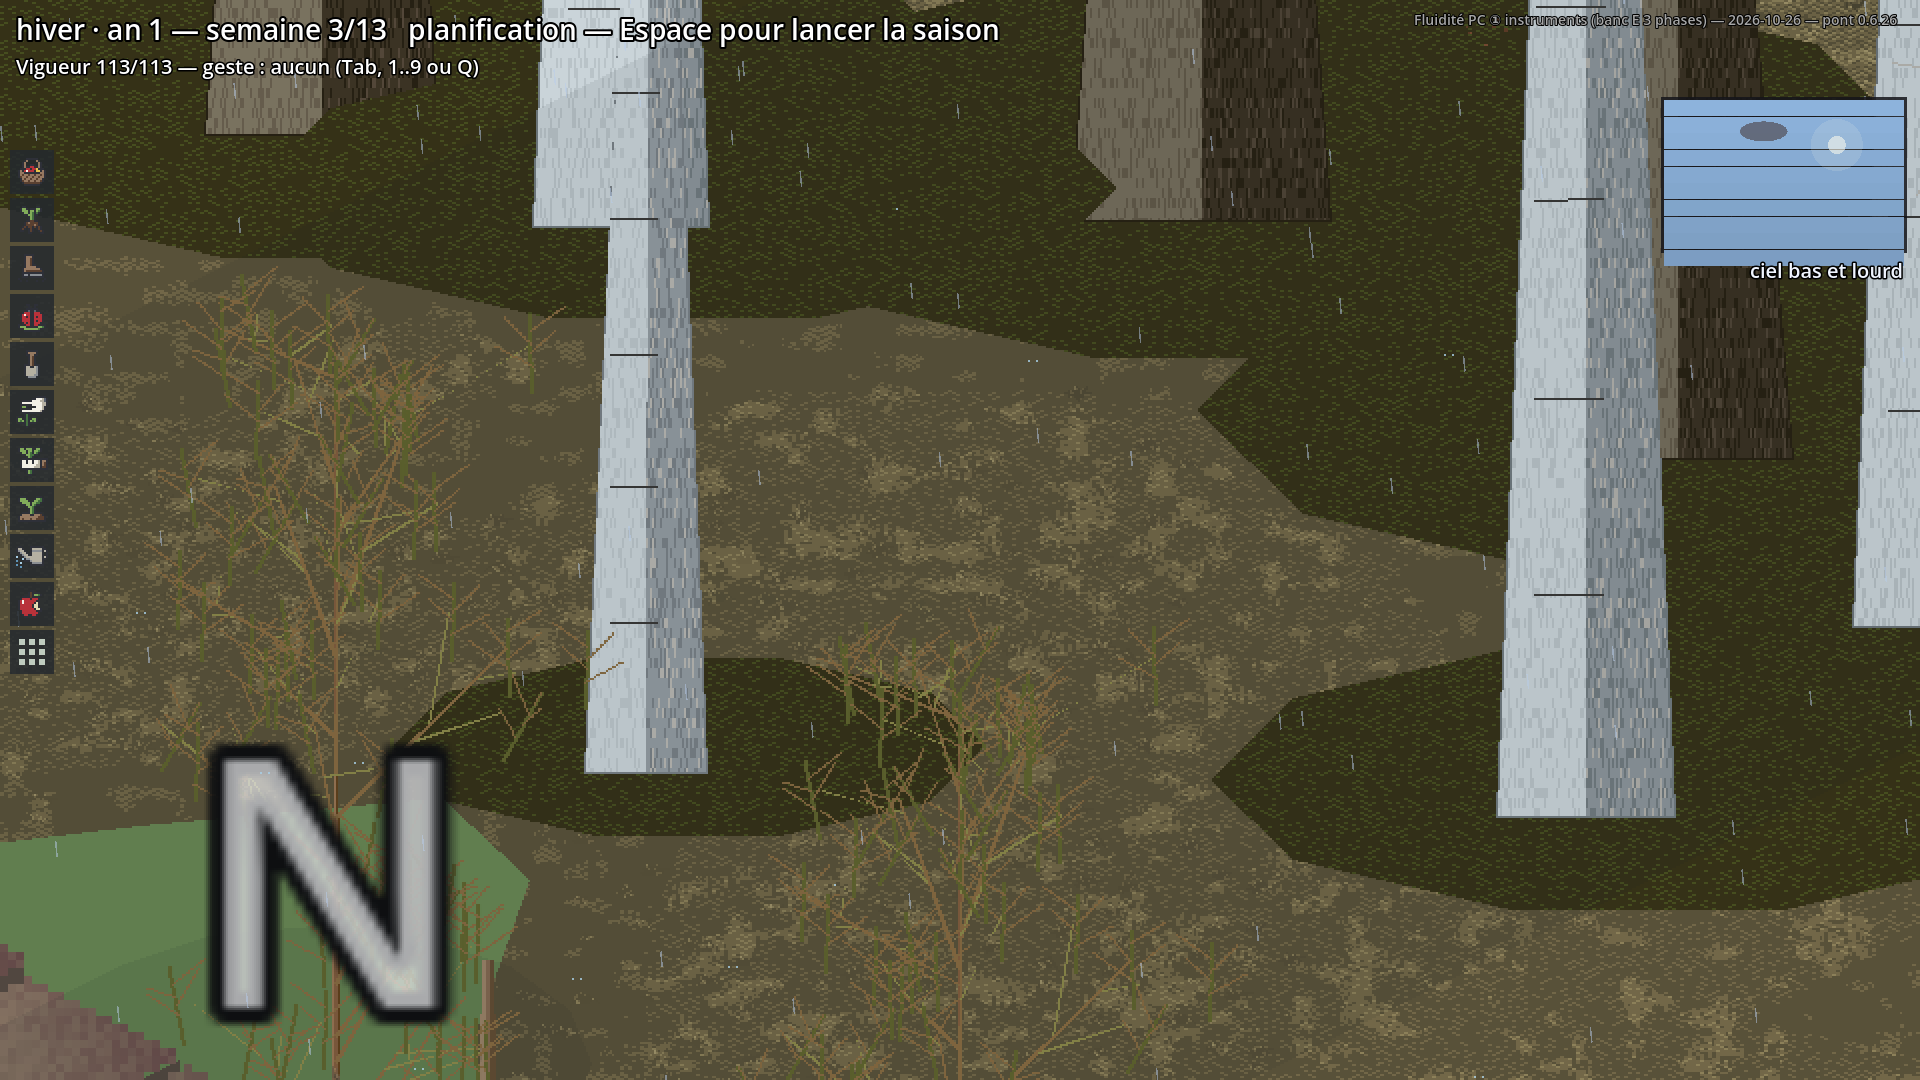 hiver · an 1 — semaine 3/13 planification — Espace pour lancer la saison
Vigueur 113/113 — geste : aucun (Tab, 1..9 ou Q)
Fluidité PC ① instruments (banc E 3 phases) — 2026-10-26 — pont 0.6.26
ciel bas et lourd
N